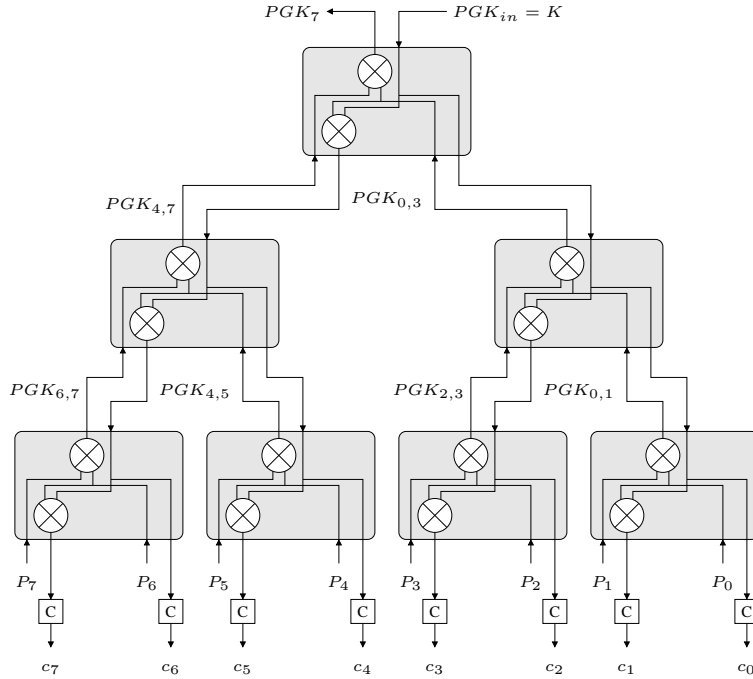 PGK_7 PGK_{in} = K
PGK_{4,7} PGK_{0,3}
PGK_{6,7} PGK_{4,5} PGK_{2,3} PGK_{0,1}
P_7 P_6 P_5 P_4 P_3 P_2 P_1 P_0
C C C C C C C C
c_7 c_6 c_5 c_4 c_3 c_2 c_1 c_0